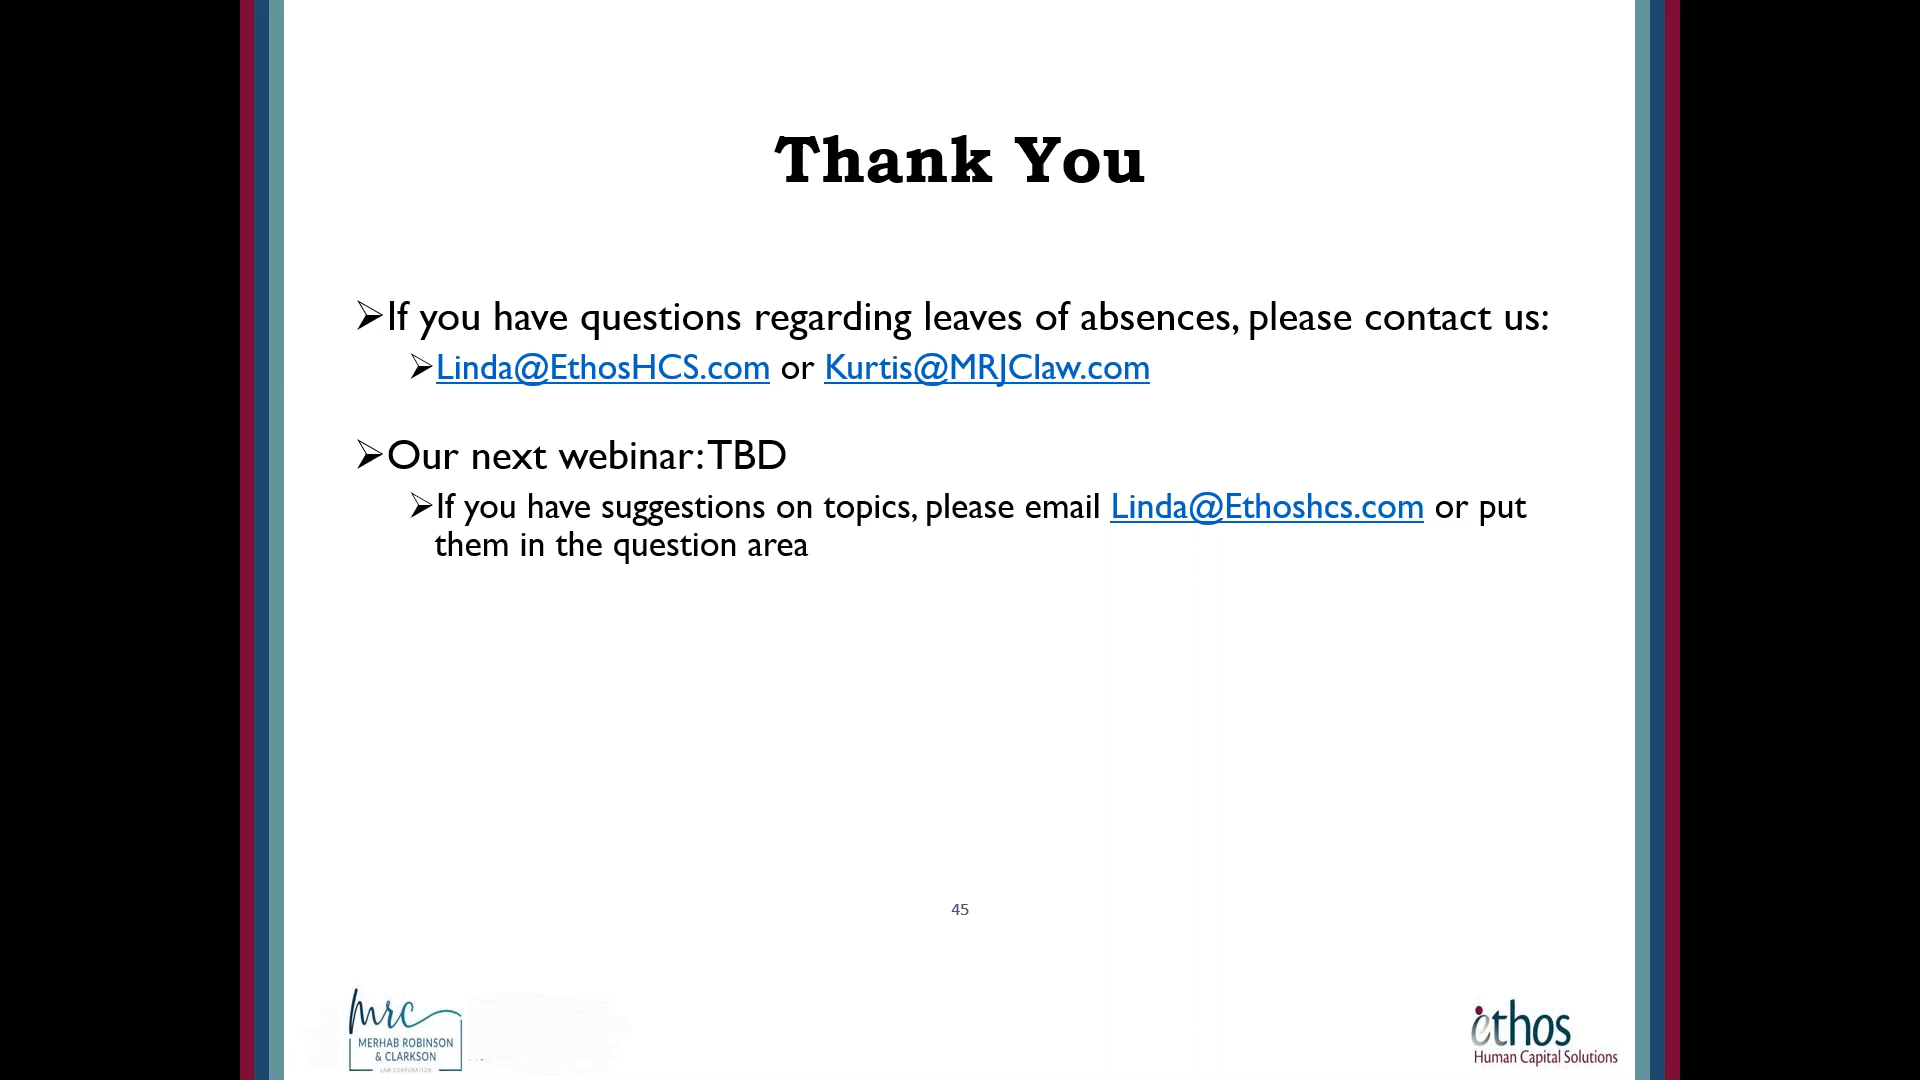 Thank You
➢If you have questions regarding leaves of absences, please contact us:
➢Linda@EthosHCS.com or Kurtis@MRJClaw.com
➢Our next webinar: TBD
➢If you have suggestions on topics, please email Linda@Ethoshcs.com or put
them in the question area
45
mrc
MERHAB ROBINSON
& CLARKSON
LAW CORPORATION
ethos
Human Capital Solutions